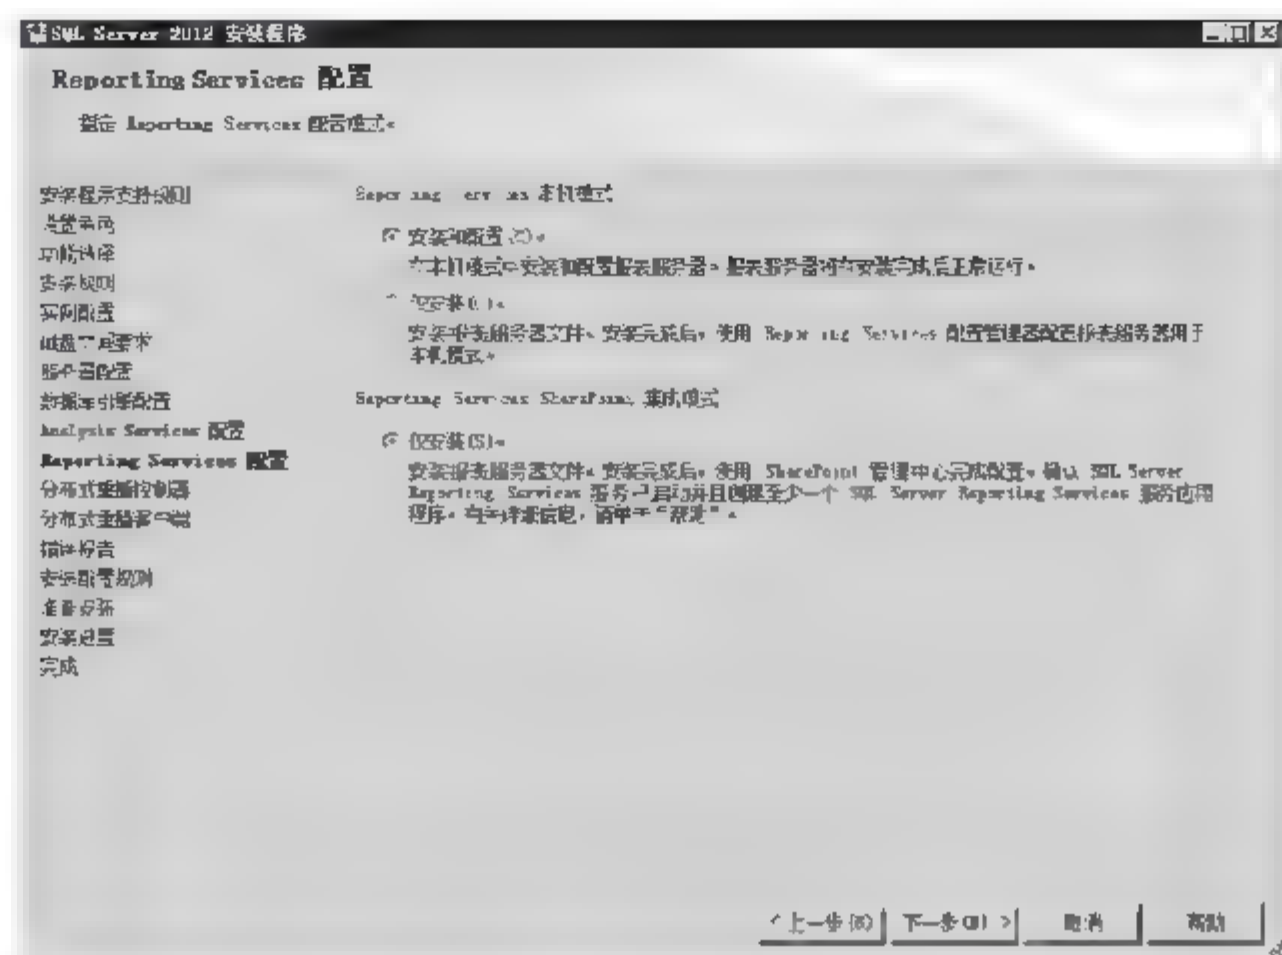 SQL Server 2012 安装程序
Reporting Services 配置
指定 Reporting Services 配置模式。
安装程序支持规则
设置角色
功能选择
安装规则
实例配置
磁盘空间要求
服务器配置
数据库引擎配置
Analysis Services 配置
Reporting Services 配置
分布式重播控制器
分布式重播客户端
错误报告
安装配置规则
准备安装
安装进度
完成
Reporting Services 本机模式
安装和配置
在本机模式中安装和配置报表服务器。报表服务器将在安装完成后正常运行。
仅安装(I)。
安装报表服务器文件。安装完成后，使用 Reporting Services 配置管理器配置报表服务器用于
本机模式。
Reporting Services SharePoint 集成模式
仅安装(S)。
安装报表服务器文件。安装完成后，使用 SharePoint 管理中心完成配置。确认 SQL Server
Reporting Services 服务已启动并且创建至少一个 SQL Server Reporting Services 服务应用
程序。有关详细信息，请单击“帮助”。
< 上一步(B)
下一步(N) >
取消
帮助